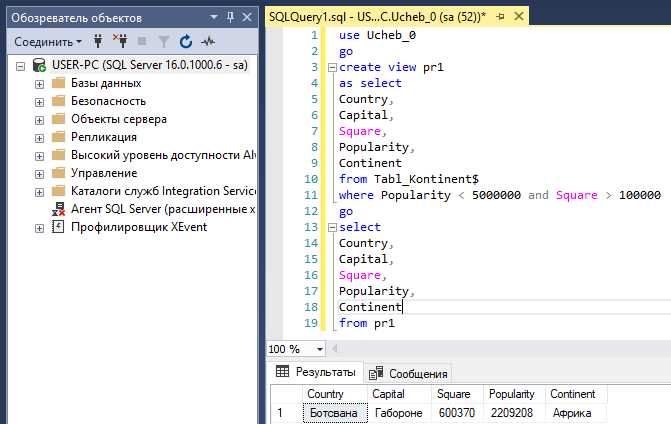 Обозреватель объектов
Соединить
USER-PC (SQL Server 16.0.1000.6 - sa)
Базы данных
Безопасность
Объекты сервера
Репликация
Высокий уровень доступности Al
Управление
Каталоги служб Integration Service
Агент SQL Server (расширенные х
Профилировщик XEvent
SQLQuery1.sql - US...C.Ucheb_0 (sa (52))*
1 use Ucheb_0
2 go
3 create view pr1
4 as select
5 Country,
6 Capital,
7 Square,
8 Popularity,
9 Continent
10 from Tabl_Kontinent$
11 where Popularity < 5000000 and Square > 100000
12 go
13 select
14 Country,
15 Capital,
16 Square,
17 Popularity,
18 Continent
19 from pr1
100 %
Результаты Сообщения
Country Capital Square Popularity Continent
1 Ботсвана Габороне 600370 2209208 Африка